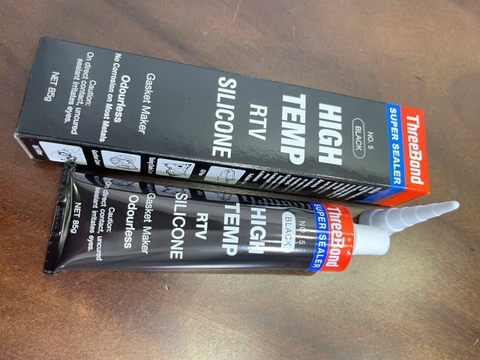 ThreeBond
SUPER SEALER
NO. 5
BLACK
HIGH
TEMP
RTV
SILICONE
Gasket Maker
Odourless
No Corrosion on Most Metals
Caution:
On direct contact, uncured
sealant irritates eyes.
NET 85g
ThreeBond
SUPER SEALER
NO. 5
BLACK
HIGH
TEMP
RTV
SILICONE
Gasket Maker
Odourless
Caution:
On direct contact, uncured
sealant irritates eyes.
NET 85g